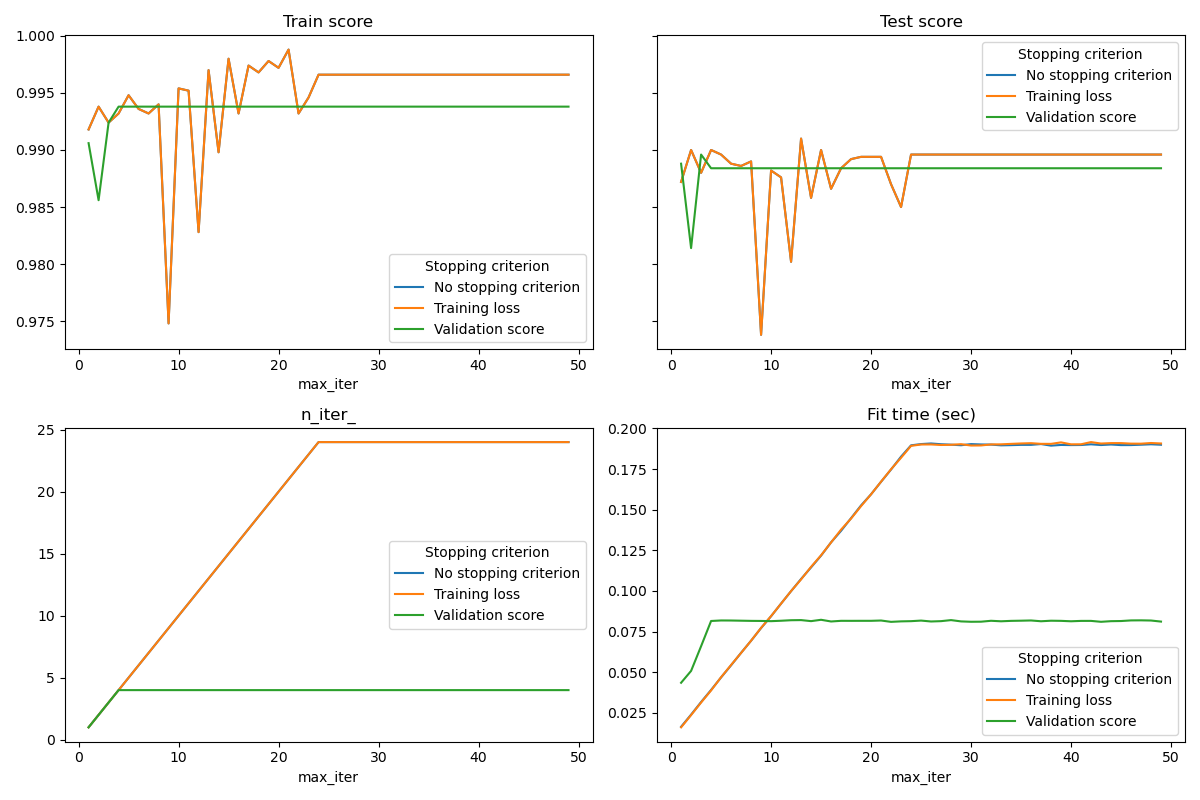 Train score
1.000
0.995
0.990
0.985
0.980
0.975
Stopping criterion
No stopping criterion
Training loss
Validation score
0 10 20 30 40 50
max_iter
Test score
Stopping criterion
No stopping criterion
Training loss
Validation score
0 10 20 30 40 50
max_iter
n_iter_
25
20
15
10
5
0
Stopping criterion
No stopping criterion
Training loss
Validation score
0 10 20 30 40 50
max_iter
Fit time (sec)
0.200
0.175
0.150
0.125
0.100
0.075
0.050
0.025
Stopping criterion
No stopping criterion
Training loss
Validation score
0 10 20 30 40 50
max_iter